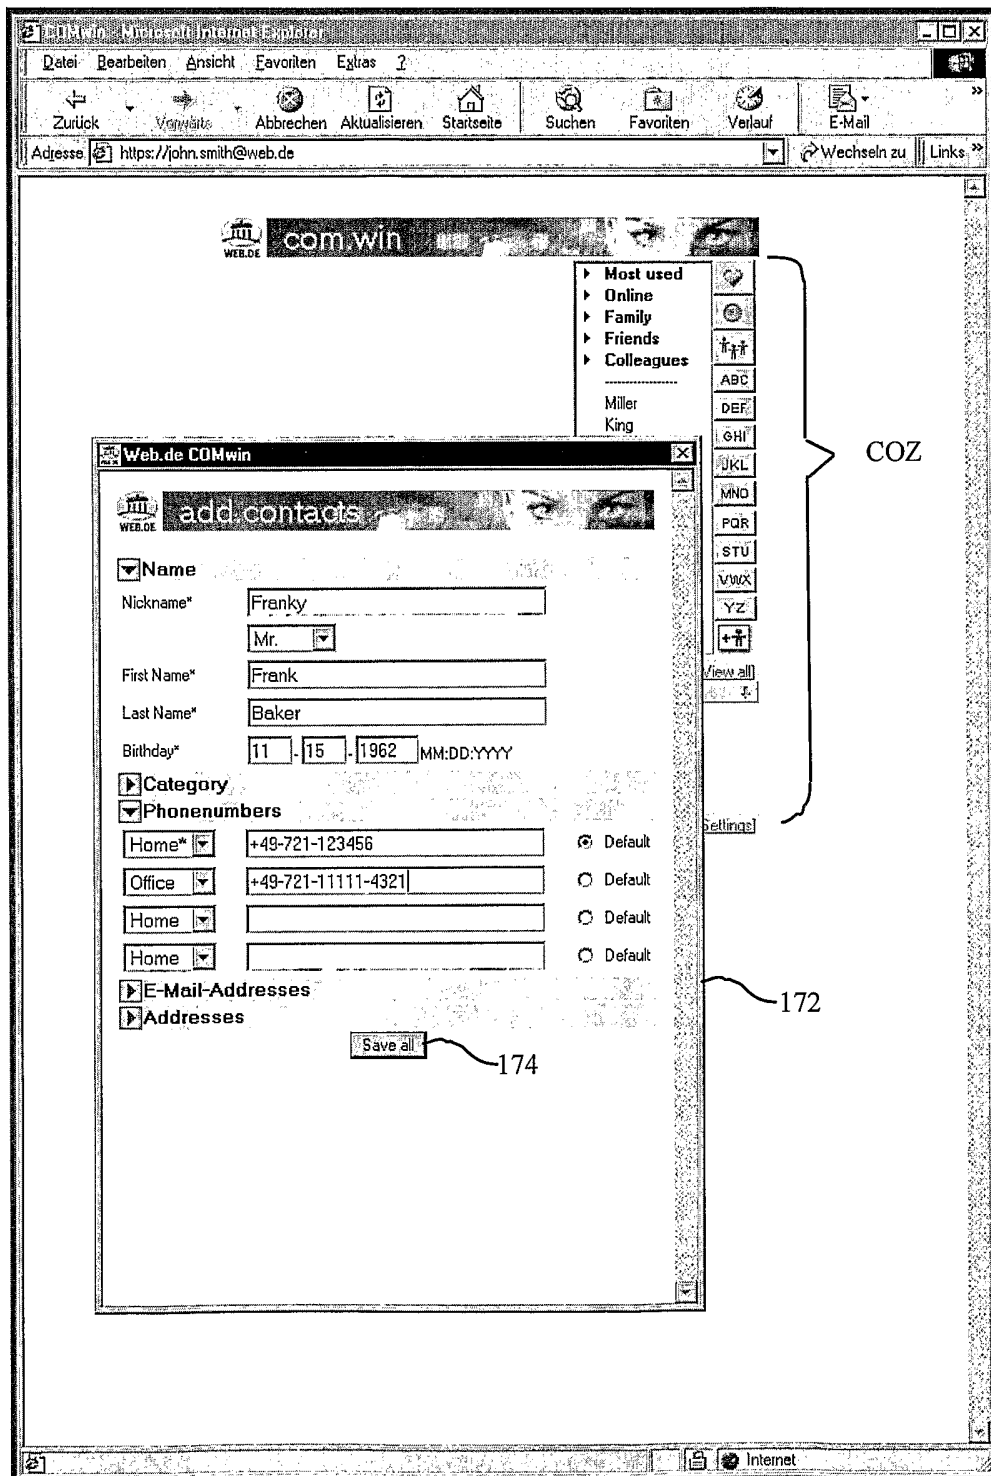 COMwin - Microsoft Internet Explorer
Datei Bearbeiten Ansicht Favoriten Extras ?
Zurück Vorwärts Abbrechen Aktualisieren Startseite Suchen Favoriten Verlauf E-Mail »
Adresse https://john.smith@web.de Wechseln zu Links »
WEB.DE com.win
Most used
Online
Family
Friends
Colleagues
-----------------
Miller
King
ABC
DEF
GHI
JKL
MNO
PQR
STU
VWX
YZ
View all]
Settings]
COZ
Web.de COMwin
WEB.DE add.contacts
Name
Nickname* Franky
Mr.
First Name* Frank
Last Name* Baker
Birthday* 11 - 15 - 1962 MM:DD:YYYY
Category
Phonenumbers
Home* +49-721-123456 Default
Office +49-721-11111-4321 Default
Home Default
Home Default
E-Mail-Addresses
Addresses
Save all
172
174
Internet